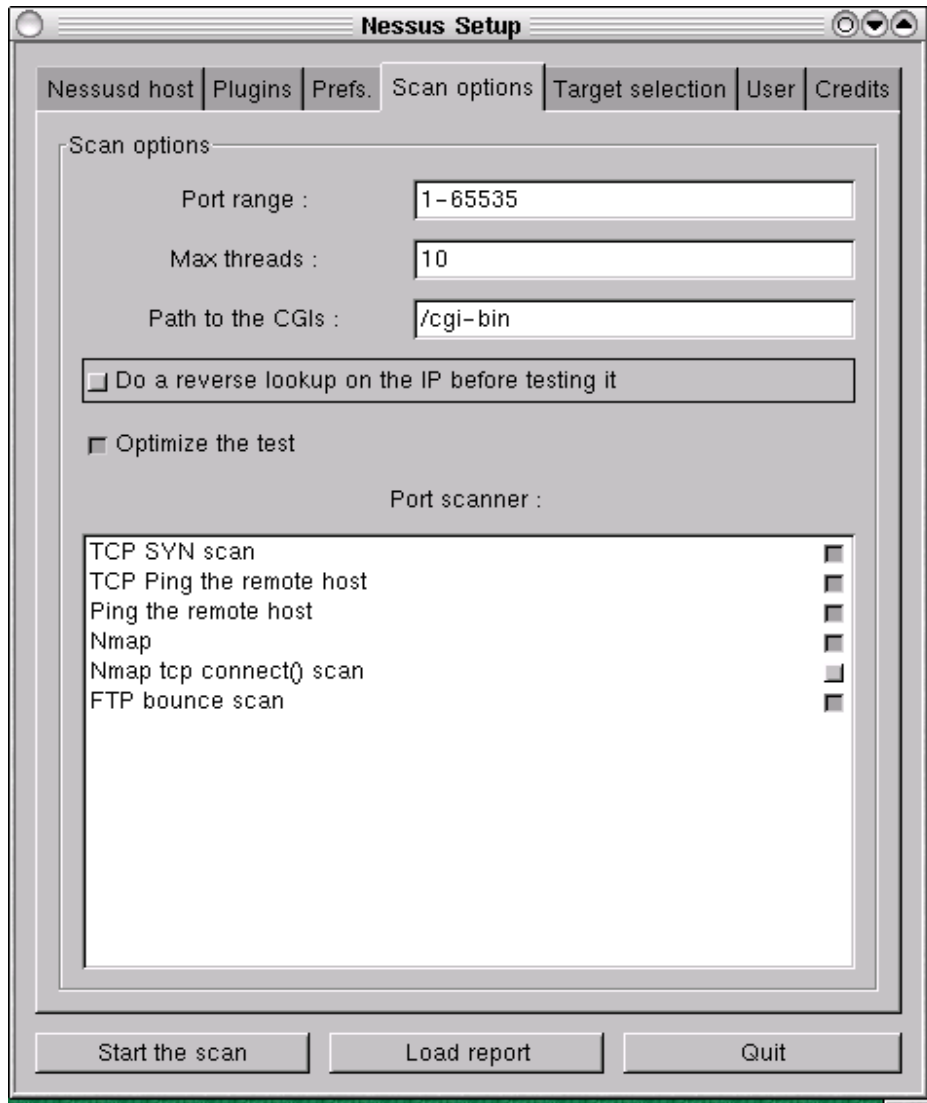 Nessus Setup
Nessusd host Plugins Prefs. Scan options Target selection User Credits
Scan options
Port range : 1-65535
Max threads : 10
Path to the CGIs : /cgi-bin
Do a reverse lookup on the IP before testing it
Optimize the test
Port scanner :
TCP SYN scan
TCP Ping the remote host
Ping the remote host
Nmap
Nmap tcp connect() scan
FTP bounce scan
Start the scan Load report Quit